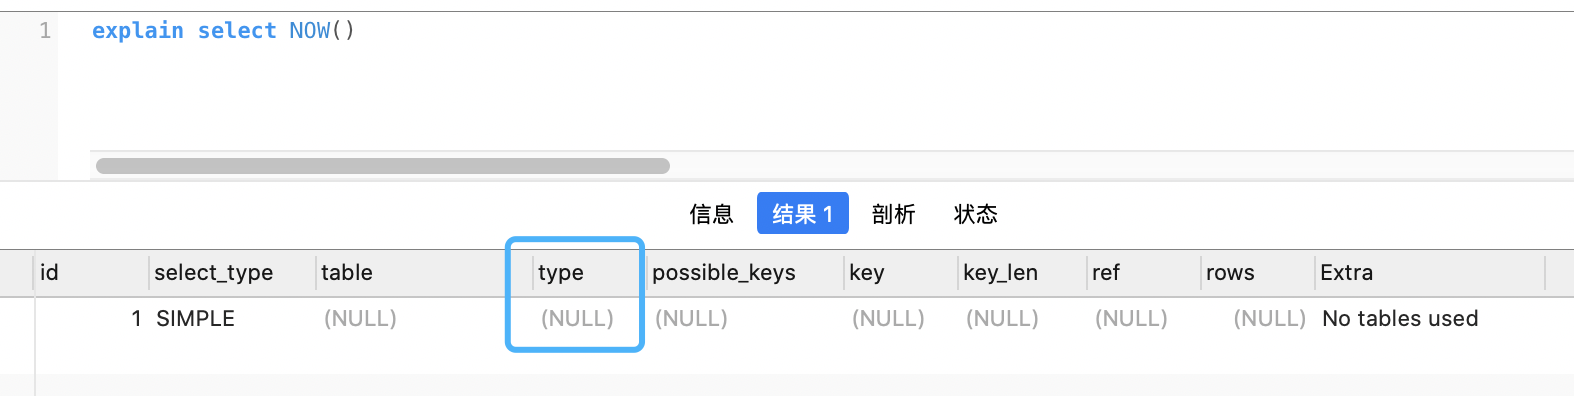 1 explain select NOW()
信息 结果 1 剖析 状态
id select_type table type possible_keys key key_len ref rows Extra
1 SIMPLE (NULL) (NULL) (NULL) (NULL) (NULL) (NULL) (NULL) No tables used